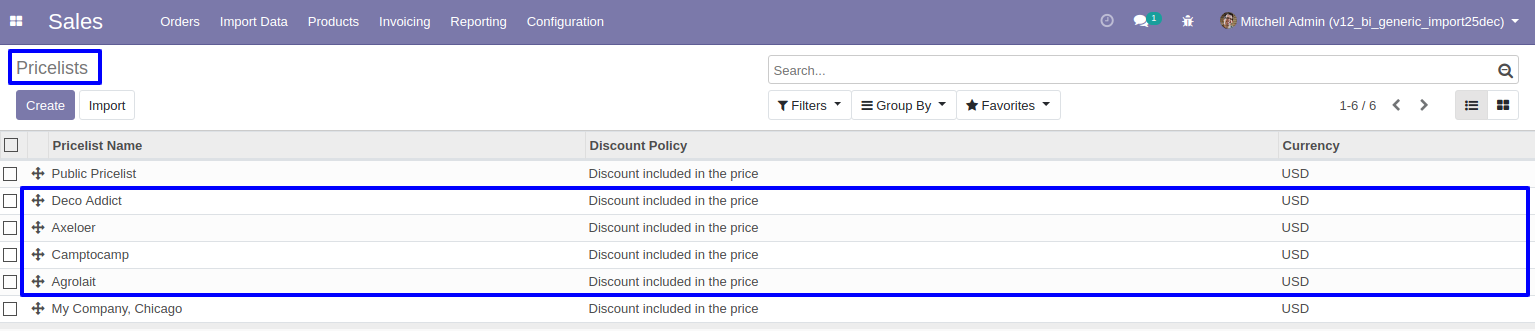 Sales Orders Import Data Products Invoicing Reporting Configuration 1 Mitchell Admin (v12_bi_generic_import25dec)
Pricelists Search...
Create Import Filters Group By Favorites 1-6 / 6
Pricelist Name Discount Policy Currency
Public Pricelist Discount included in the price USD
Deco Addict Discount included in the price USD
Axeloer Discount included in the price USD
Camptocamp Discount included in the price USD
Agrolait Discount included in the price USD
My Company, Chicago Discount included in the price USD